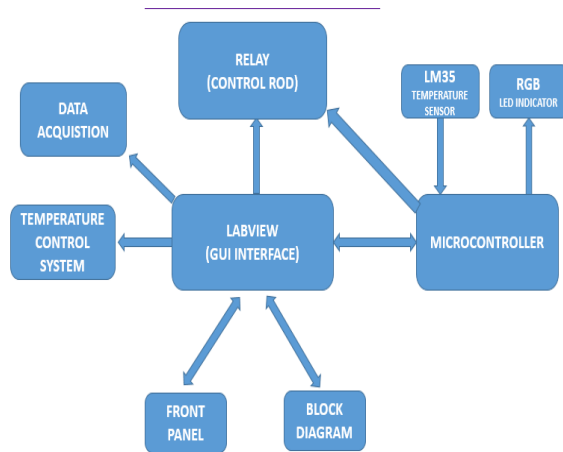 RELAY
(CONTROL ROD)
LM35
TEMPERATURE
SENSOR
RGB
LED INDICATOR
DATA
ACQUISTION
TEMPERATURE
CONTROL
SYSTEM
LABVIEW
(GUI INTERFACE)
MICROCONTROLLER
FRONT
PANEL
BLOCK
DIAGRAM